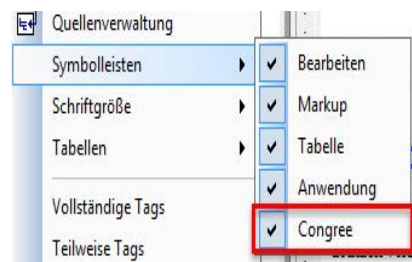 Quellenverwaltung
Symbolleisten
Schriftgröße
Tabellen
Vollständige Tags
Teilweise Tags
Bearbeiten
Markup
Tabelle
Anwendung
Congree